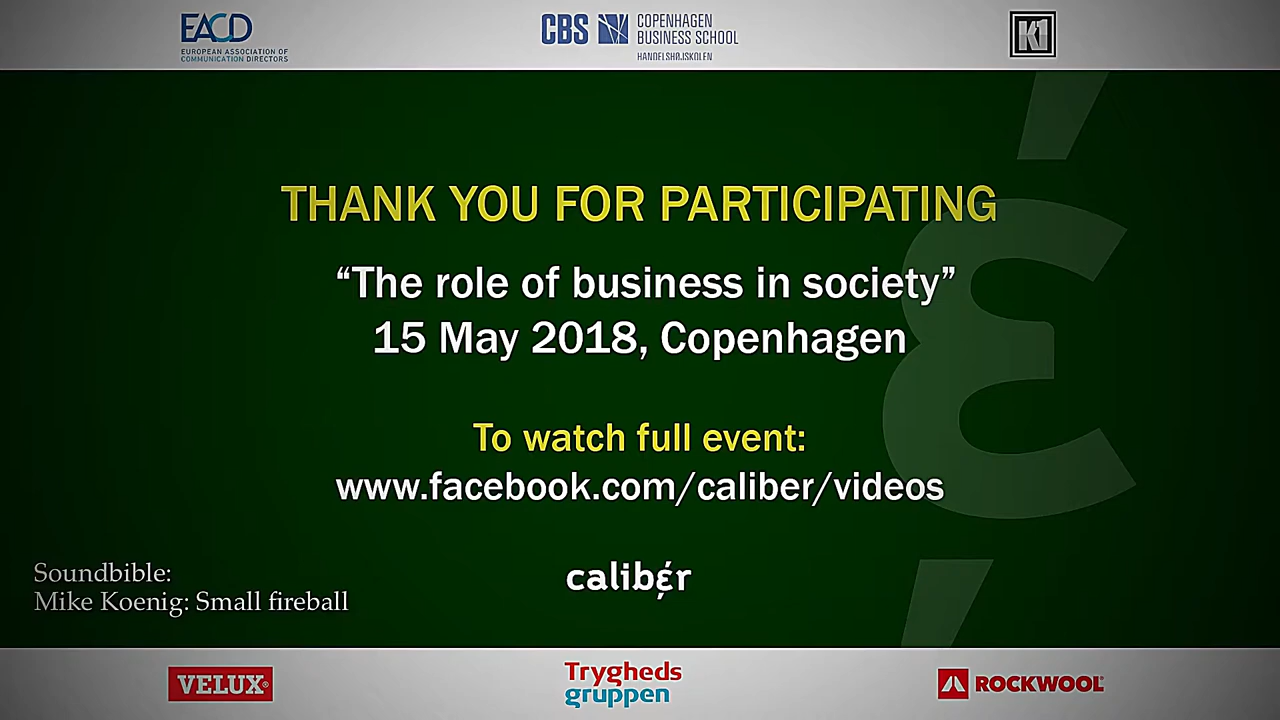 EACD
EUROPEAN ASSOCIATION OF
COMMUNICATION DIRECTORS
CBS COPENHAGEN
BUSINESS SCHOOL
HANDELSHØJSKOLEN
K1
THANK YOU FOR PARTICIPATING
“The role of business in society”
15 May 2018, Copenhagen
To watch full event:
www.facebook.com/caliber/videos
calibέr
Soundbible:
Mike Koenig: Small fireball
VELUX®
Trygheds
gruppen
ROCKWOOL